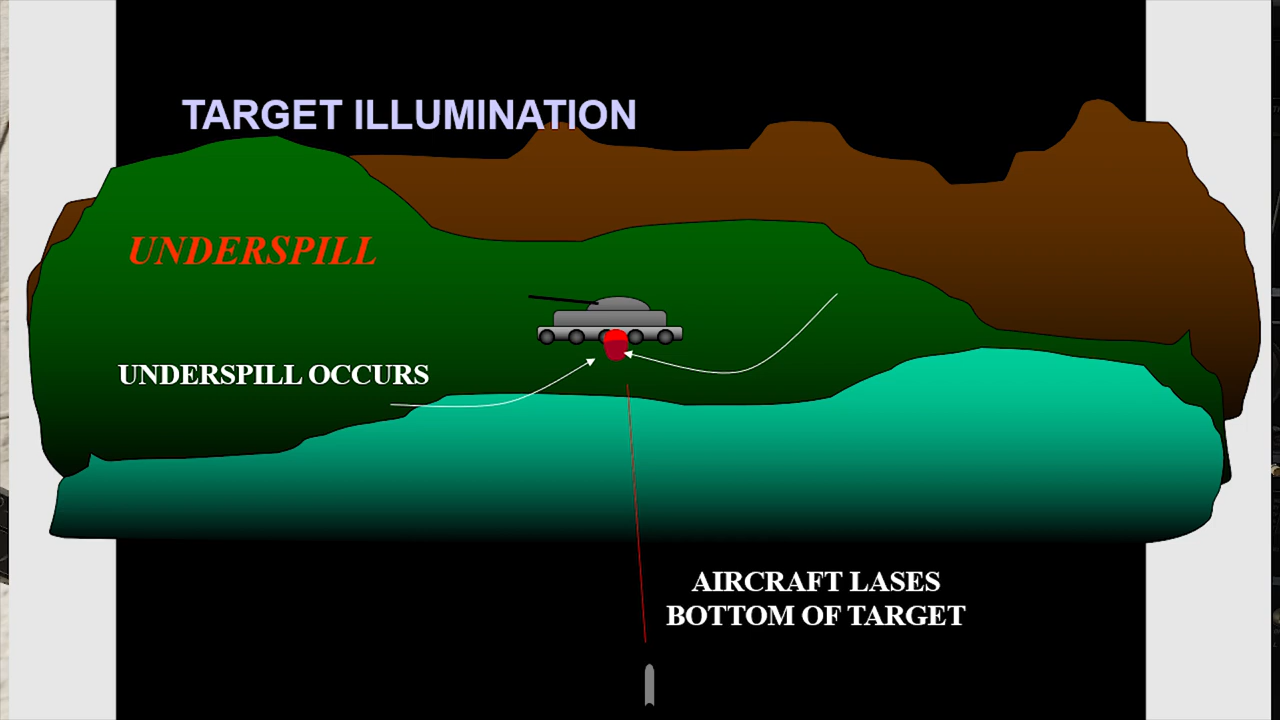 TARGET ILLUMINATION
UNDERSPILL
UNDERSPILL OCCURS
AIRCRAFT LASES
BOTTOM OF TARGET